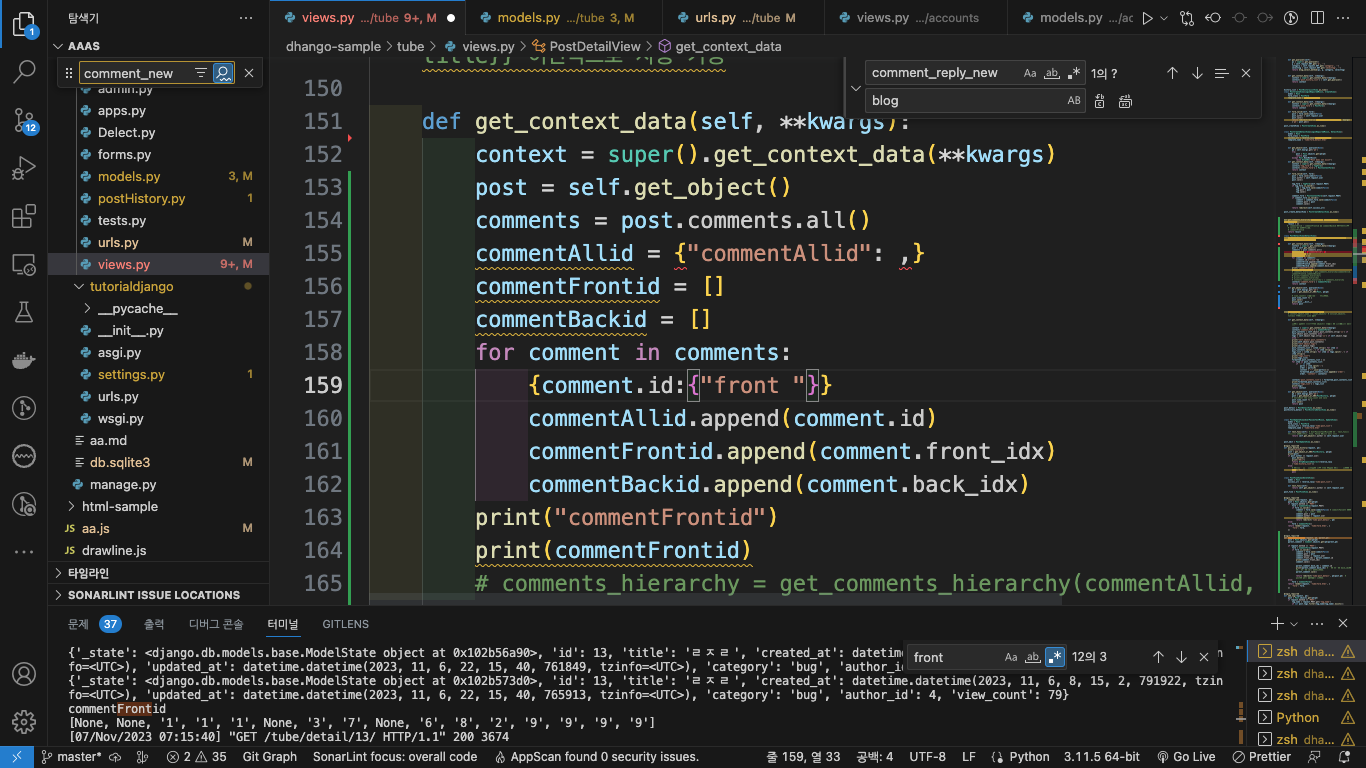 탐색기
AAAS
comment_new
admin.py
apps.py
Delect.py
forms.py
models.py 3, M
postHistory.py 1
tests.py
urls.py M
views.py 9+, M
tutorialdjango
__pycache__
__init__.py
asgi.py
settings.py 1
urls.py
wsgi.py
aa.md
db.sqlite3 M
manage.py
html-sample
JS aa.js M
JS drawline.js
타임라인
SONARLINT ISSUE LOCATIONS
1
12
views.py .../tube 9+, M
models.py .../tube 3, M
urls.py .../tube M
views.py .../accounts
models.py .../ac
dhango-sample > tube > views.py > PostDetailView > get_context_data
comment_reply_new Aa ab 1의 ?
blog AB
150
151 def get_context_data(self, **kwargs):
152 context = super().get_context_data(**kwargs)
153 post = self.get_object()
154 comments = post.comments.all()
155 commentAllid = {"commentAllid": ,}
156 commentFrontid = []
157 commentBackid = []
158 for comment in comments:
159 {comment.id:{"front "}}
160 commentAllid.append(comment.id)
161 commentFrontid.append(comment.front_idx)
162 commentBackid.append(comment.back_idx)
163 print("commentFrontid")
164 print(commentFrontid)
165 # comments_hierarchy = get_comments_hierarchy(commentAllid,
문제 37 출력 디버그 콘솔 터미널 GITLENS
front Aa ab 12의 3
{'_state': <django.db.models.base.ModelState object at 0x102b56a90>, 'id': 13, 'title': 'ㄹㅈㄹ', 'created_at': datetime.da
fo=<UTC>), 'updated_at': datetime.datetime(2023, 11, 6, 22, 15, 40, 761649, tzinfo=<UTC>), 'category': 'bug', 'author_i
{'_state': <django.db.models.base.ModelState object at 0x102b573d0>, 'id': 13, 'title': 'ㄹㅈㄹ', 'created_at': datetime.datetime(2023, 11, 6, 8, 15, 2, 791922, tzin
fo=<UTC>), 'updated_at': datetime.datetime(2023, 11, 6, 22, 15, 40, 765913, tzinfo=<UTC>), 'category': 'bug', 'author_id': 4, 'view_count': 79}
commentFrontid
[None, None, '1', '1', '1', None, '3', '7', None, '6', '8', '2', '9', '9', '9', '9']
[07/Nov/2023 07:15:40] "GET /tube/detail/13/ HTTP/1.1" 200 3674
zsh dha...
zsh dha...
zsh dha...
Python
zsh dha...
master* 2 35 Git Graph SonarLint focus: overall code AppScan found 0 security issues. 줄 159, 열 33 공백: 4 UTF-8 LF Python 3.11.5 64-bit Go Live Prettier